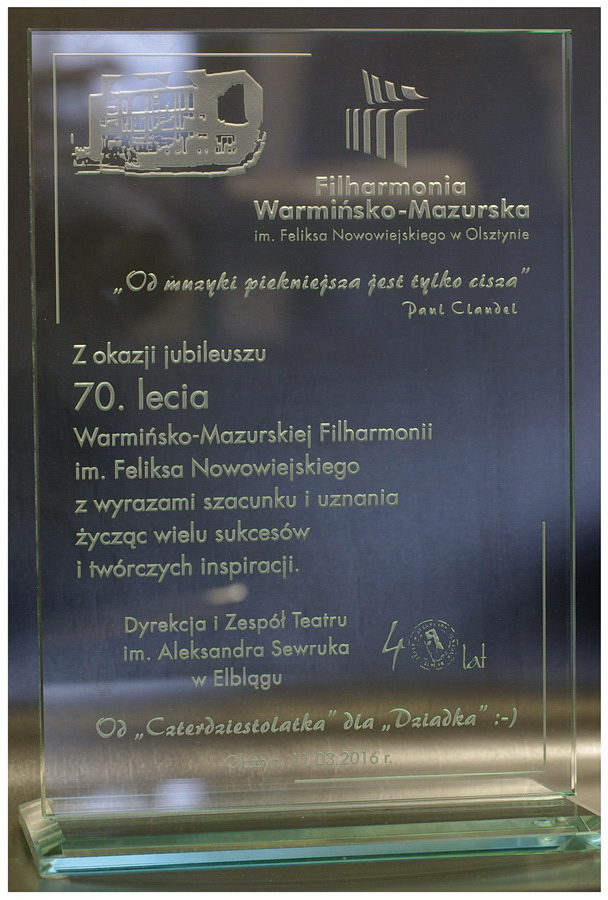 Filharmonia
Warmińsko-Mazurska
im. Feliksa Nowowiejskiego w Olsztynie
„Od muzyki piękniejsza jest tylko cisza”
Paul Claudel
Z okazji jubileuszu
70. lecia
Warmińsko-Mazurskiej Filharmonii
im. Feliksa Nowowiejskiego
z wyrazami szacunku i uznania
życząc wielu sukcesów
i twórczych inspiracji.
Dyrekcja i Zespół Teatru
im. Aleksandra Sewruka
w Elblągu
40 lat
Od „Czterdziestolatka” dla „Dziadka” :-)
Olsztyn, 11.03.2016 r.